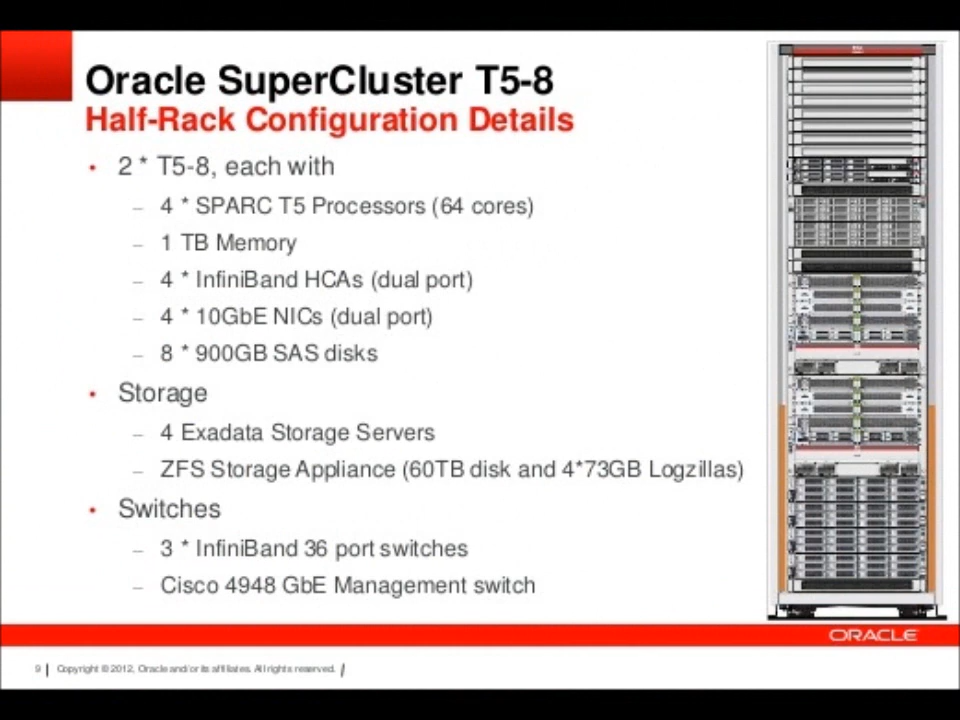 Oracle SuperCluster T5-8
Half-Rack Configuration Details
• 2 * T5-8, each with
– 4 * SPARC T5 Processors (64 cores)
– 1 TB Memory
– 4 * InfiniBand HCAs (dual port)
– 4 * 10GbE NICs (dual port)
– 8 * 900GB SAS disks
• Storage
– 4 Exadata Storage Servers
– ZFS Storage Appliance (60TB disk and 4*73GB Logzillas)
• Switches
– 3 * InfiniBand 36 port switches
– Cisco 4948 GbE Management switch
ORACLE
9 | Copyright © 2012, Oracle and/or its affiliates. All rights reserved. /